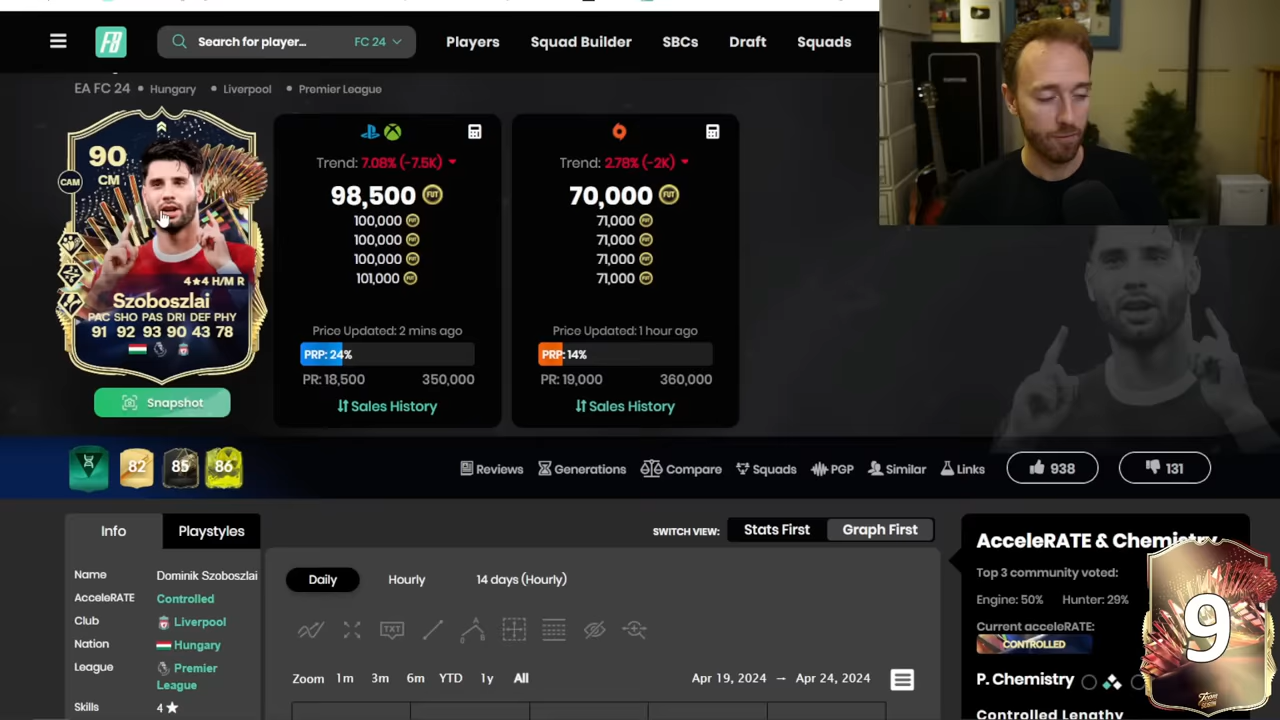 FB
Search for player...
FC 24
Players
Squad Builder
SBCs
Draft
Squads
EA FC 24
Hungary
Liverpool
Premier League
90
CM
CAM
4★4 H/M R
Szoboszlai
PAC SHO PAS DRI DEF PHY
91 92 93 90 43 78
Snapshot
Trend: 7.08% (-7.5K)
98,500
FUT
100,000
100,000
100,000
101,000
Price Updated: 2 mins ago
PRP: 24%
PR: 18,500
350,000
Sales History
Trend: 2.78% (-2K)
70,000
FUT
71,000
71,000
71,000
71,000
Price Updated: 1 hour ago
PRP: 14%
PR: 19,000
360,000
Sales History
82
85
86
Reviews
Generations
Compare
Squads
PGP
Similar
Links
938
131
Info
Playstyles
Name
Dominik Szoboszlai
AcceleRATE
Controlled
Club
Liverpool
Nation
Hungary
League
Premier
League
Skills
4★
SWITCH VIEW:
Stats First
Graph First
Daily
Hourly
14 days (Hourly)
TXT
Zoom
1m
3m
6m
YTD
1y
All
Apr 19, 2024 → Apr 24, 2024
AcceleRATE & Chemistry
Top 3 community voted:
Engine: 50%
Hunter: 29%
Current acceleRATE:
CONTROLLED
P. Chemistry
Controlled Lengthy
9